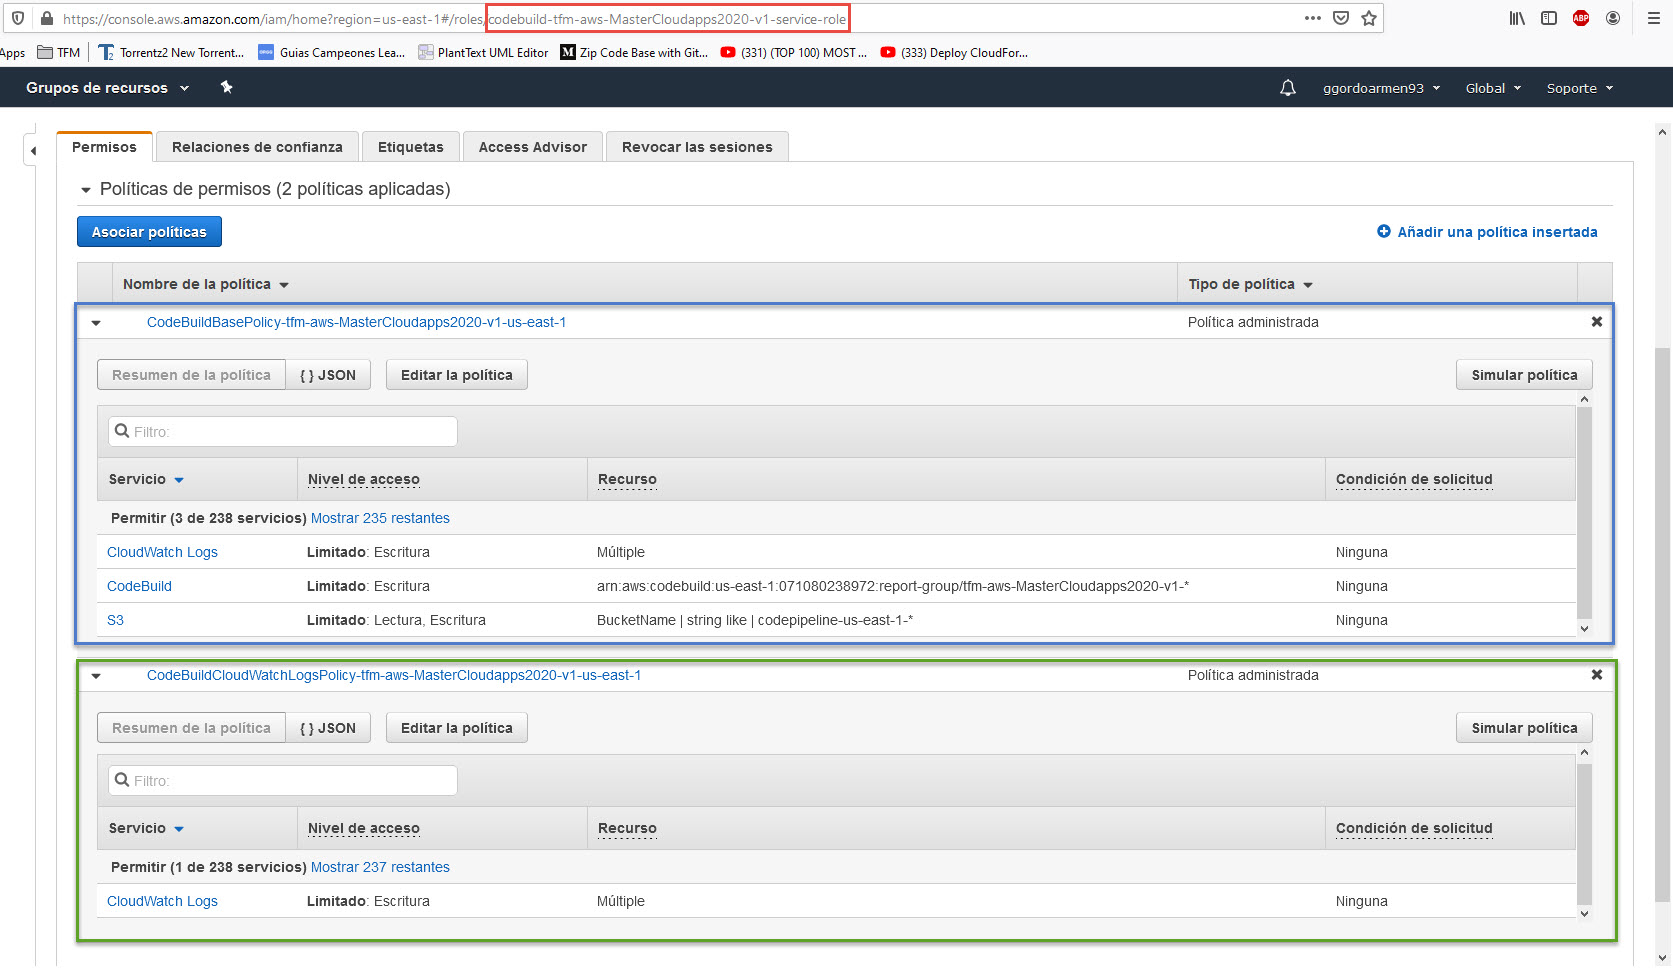 https://console.aws.amazon.com/iam/home?region=us-east-1#/roles/codebuild-tfm-aws-MasterCloudapps2020-v1-service-role
ABP
Apps TFM Torrentz2 New Torrent... Guias Campeones Lea... PlantText UML Editor Zip Code Base with Git... (331) (TOP 100) MOST ... (333) Deploy CloudFor...
Grupos de recursos ggordoarmen93 Global Soporte
Permisos Relaciones de confianza Etiquetas Access Advisor Revocar las sesiones
Políticas de permisos (2 políticas aplicadas)
Asociar políticas Añadir una política insertada
Nombre de la política Tipo de política
CodeBuildBasePolicy-tfm-aws-MasterCloudapps2020-v1-us-east-1 Política administrada
Resumen de la política { } JSON Editar la política Simular política
Filtro:
Servicio Nivel de acceso Recurso Condición de solicitud
Permitir (3 de 238 servicios) Mostrar 235 restantes
CloudWatch Logs Limitado: Escritura Múltiple Ninguna
CodeBuild Limitado: Escritura arn:aws:codebuild:us-east-1:071080238972:report-group/tfm-aws-MasterCloudapps2020-v1-* Ninguna
S3 Limitado: Lectura, Escritura BucketName | string like | codepipeline-us-east-1-* Ninguna
CodeBuildCloudWatchLogsPolicy-tfm-aws-MasterCloudapps2020-v1-us-east-1 Política administrada
Resumen de la política { } JSON Editar la política Simular política
Filtro:
Servicio Nivel de acceso Recurso Condición de solicitud
Permitir (1 de 238 servicios) Mostrar 237 restantes
CloudWatch Logs Limitado: Escritura Múltiple Ninguna